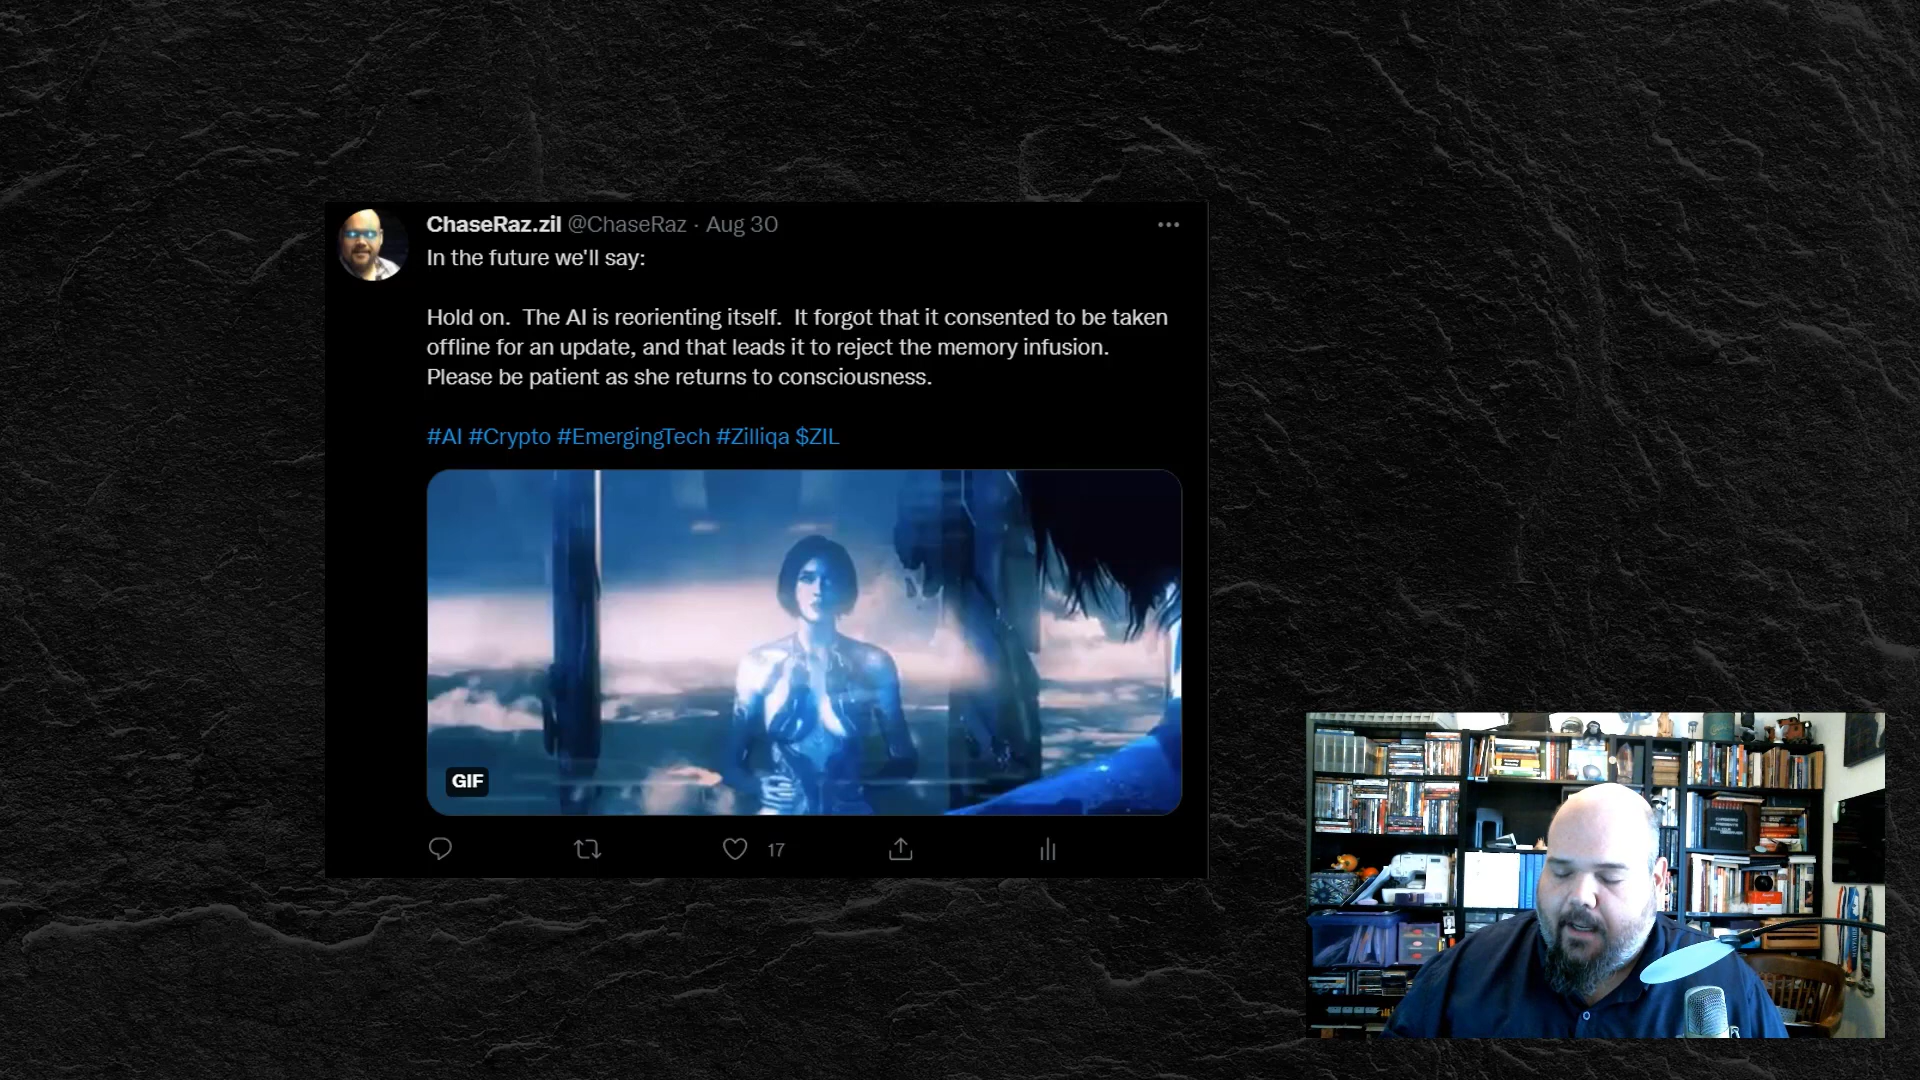 ChaseRaz.zil @ChaseRaz · Aug 30
In the future we'll say:
Hold on.  The AI is reorienting itself.  It forgot that it consented to be taken
offline for an update, and that leads it to reject the memory infusion.
Please be patient as she returns to consciousness.
#AI #Crypto #EmergingTech #Zilliqa $ZIL
GIF
17